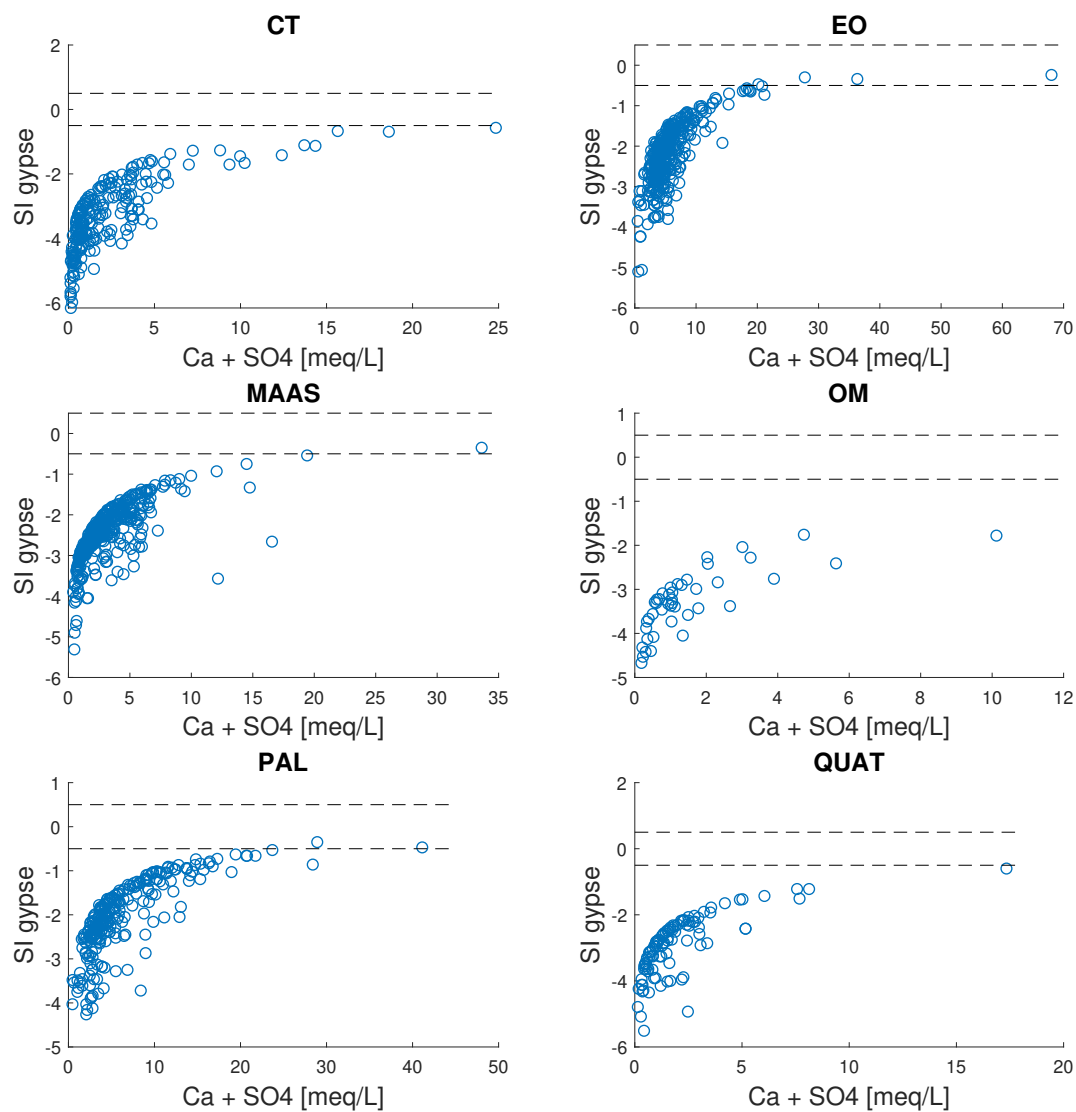 CT
2
0
-2
-4
-6
SI gypse
0 5 10 15 20 25
Ca + SO4 [meq/L]
EO
0
-1
-2
-3
-4
-5
-6
SI gypse
0 10 20 30 40 50 60 70
Ca + SO4 [meq/L]
MAAS
0
-1
-2
-3
-4
-5
-6
SI gypse
0 5 10 15 20 25 30 35
Ca + SO4 [meq/L]
OM
1
0
-1
-2
-3
-4
-5
SI gypse
0 2 4 6 8 10 12
Ca + SO4 [meq/L]
PAL
1
0
-1
-2
-3
-4
-5
SI gypse
0 10 20 30 40 50
Ca + SO4 [meq/L]
QUAT
2
0
-2
-4
-6
SI gypse
0 5 10 15 20
Ca + SO4 [meq/L]